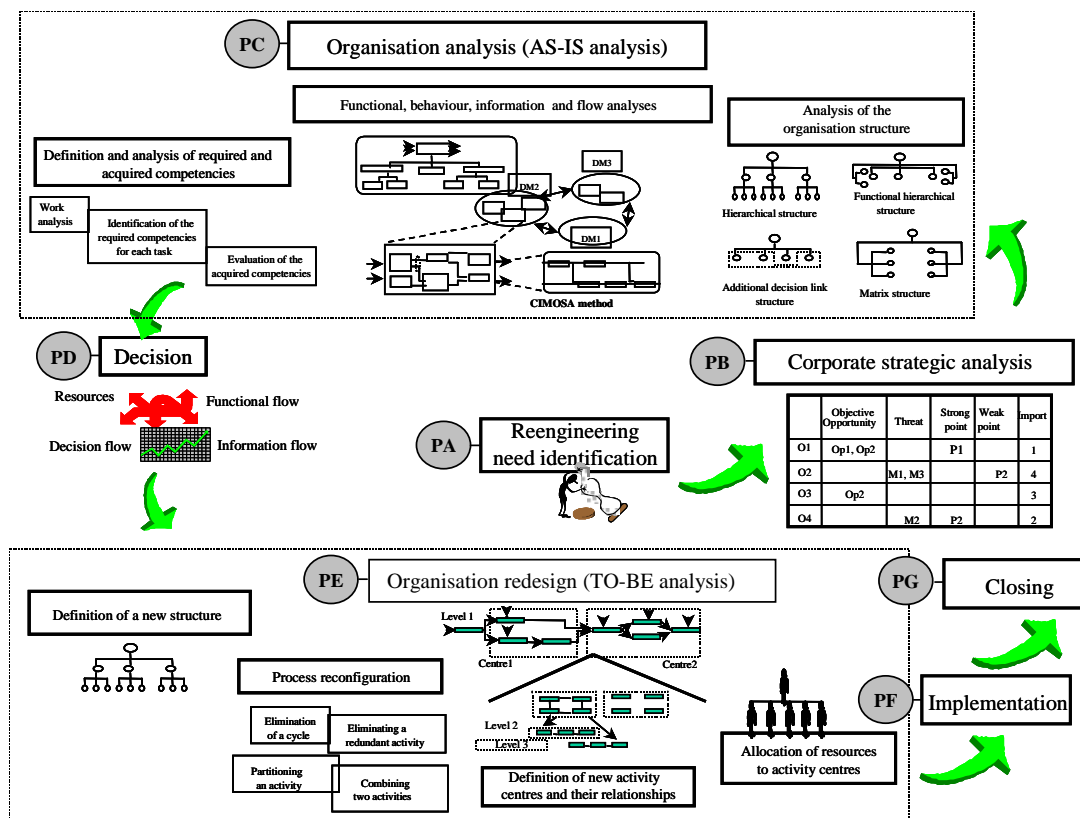 PC
Organisation analysis (AS-IS analysis)
Functional, behaviour, information and flow analyses
Analysis of the
organisation structure
Definition and analysis of required and
acquired competencies
Work
analysis
Identification of the
required competencies
for each task
Evaluation of the
acquired competencies
DM3
DM2
DM1
CIMOSA method
Hierarchical structure
Functional hierarchical
structure
Additional decision link
structure
Matrix structure
PD
Decision
Resources
Functional flow
Decision flow
Information flow
PA
Reengineering
need identification
PB
Corporate strategic analysis
Objective Opportunity Threat Strong point Weak point Import
O1 Op1, Op2 P1 1
O2 M1, M3 P2 4
O3 Op2 3
O4 M2 P2 2
PE
Organisation redesign (TO-BE analysis)
Definition of a new structure
Level 1
Centre1
Centre2
Process reconfiguration
Elimination
of a cycle
Eliminating a
redundant activity
Partitioning
an activity
Combining
two activities
Level 2
Level 3
Definition of new activity
centres and their relationships
Allocation of resources
to activity centres
PG
Closing
PF
Implementation